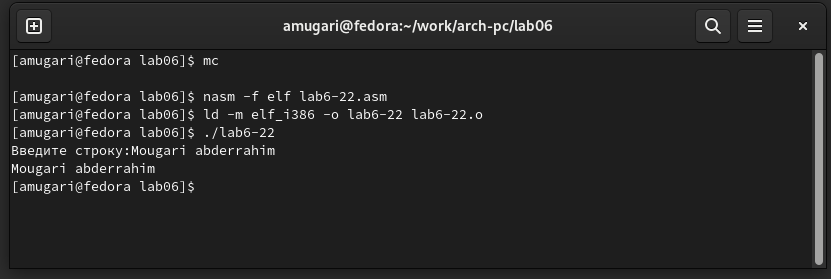 amugari@fedora:~/work/arch-pc/lab06
[amugari@fedora lab06]$ mc
[amugari@fedora lab06]$ nasm -f elf lab6-22.asm
[amugari@fedora lab06]$ ld -m elf_i386 -o lab6-22 lab6-22.o
[amugari@fedora lab06]$ ./lab6-22
Введите строку:Mougari abderrahim
Mougari abderrahim
[amugari@fedora lab06]$